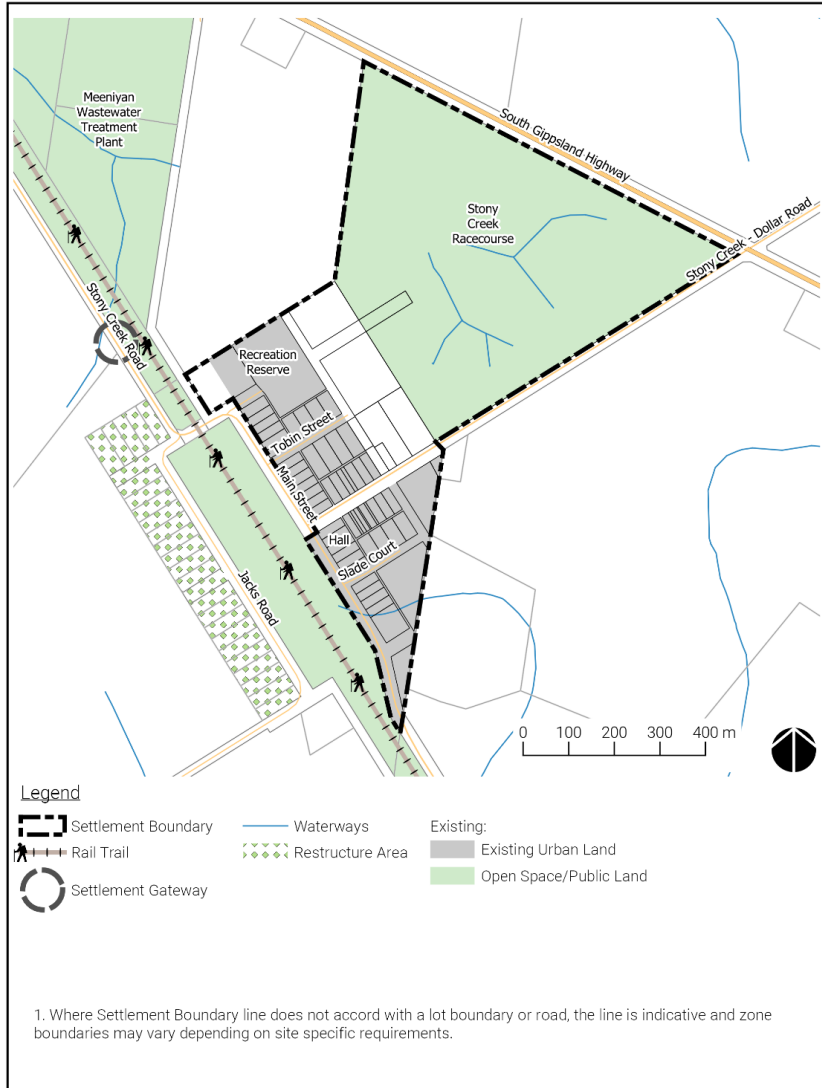 Meeniyan
Wastewater
Treatment
Plant
South Gippsland Highway
Stony
Creek
Racecourse
Stony Creek - Dollar Road
Stony Creek Road
Recreation
Reserve
Tobin Street
Main Street
Hall
Slade Court
Jacks Road
0 100 200 300 400 m
Legend
Settlement Boundary
Rail Trail
Settlement Gateway
Waterways
Restructure Area
Existing:
Existing Urban Land
Open Space/Public Land
1. Where Settlement Boundary line does not accord with a lot boundary or road, the line is indicative and zone
boundaries may vary depending on site specific requirements.